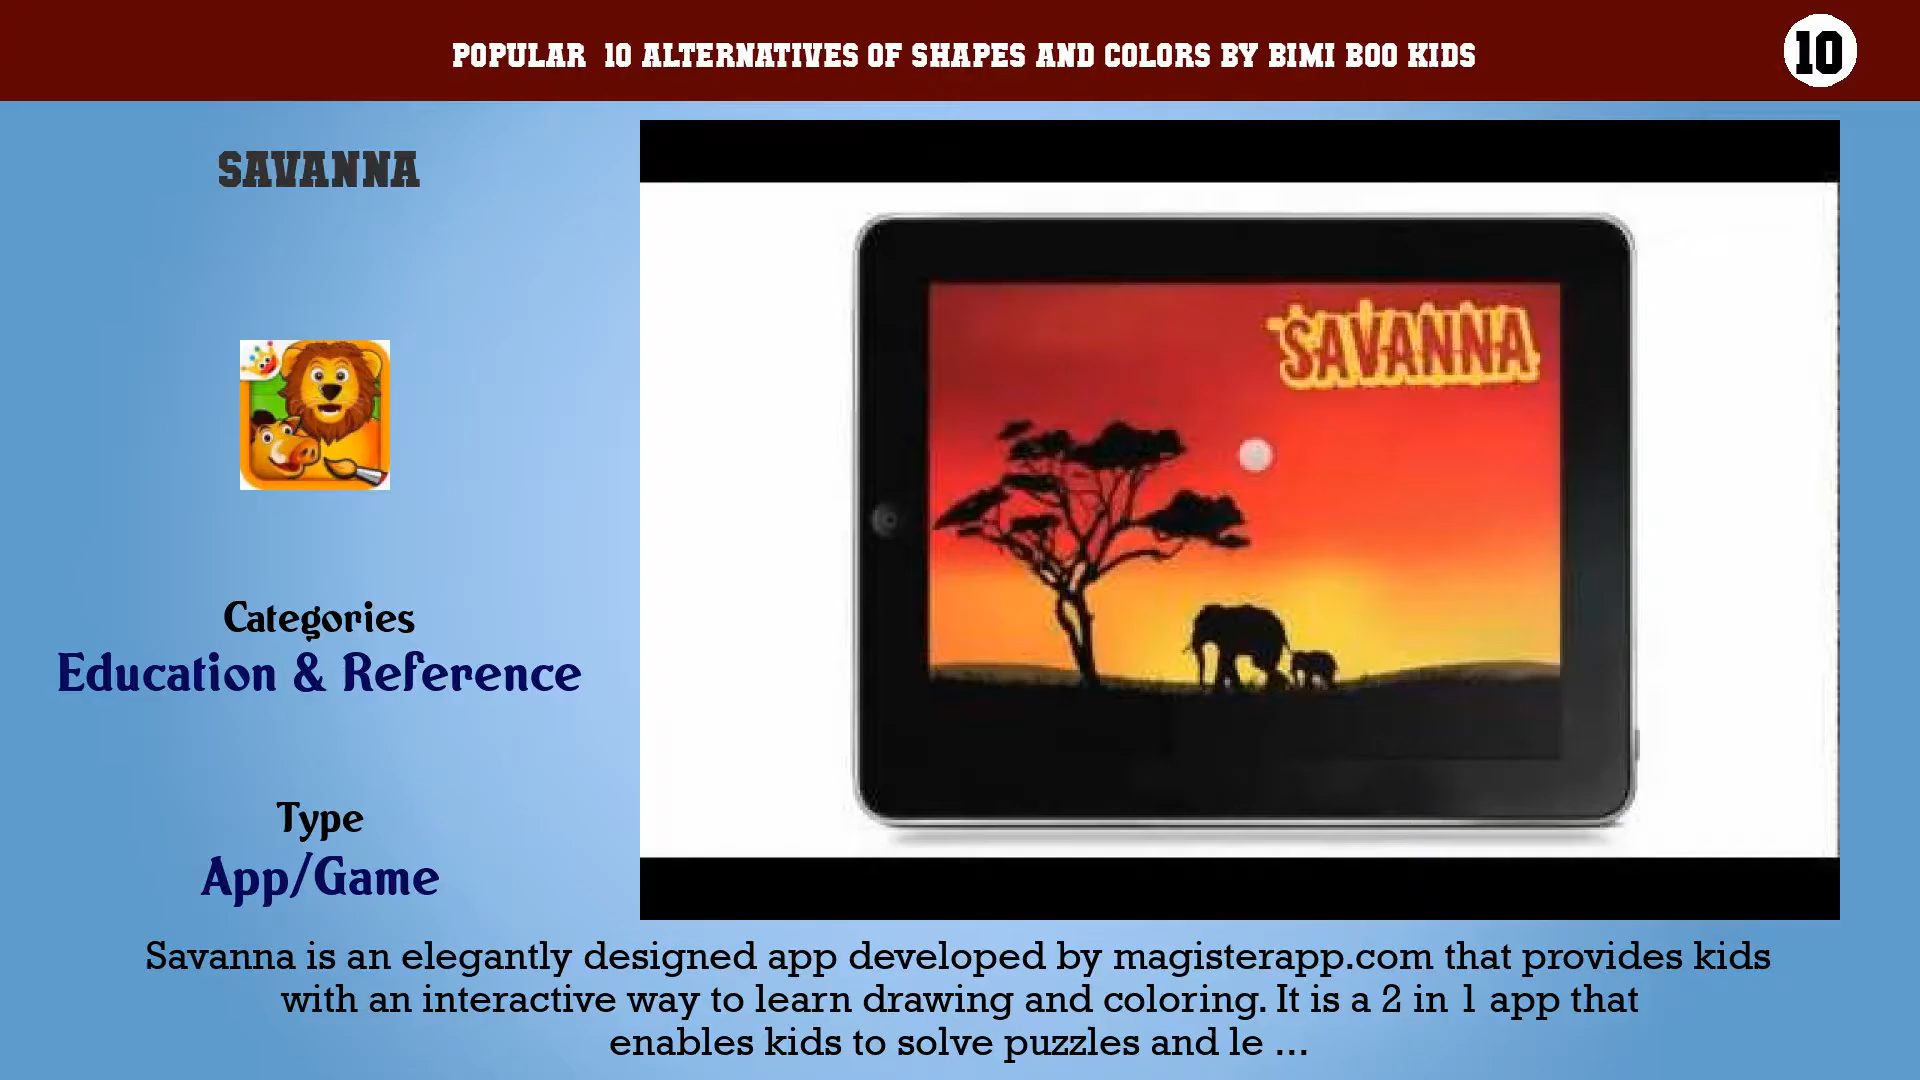 POPULAR 10 ALTERNATIVES OF SHAPES AND COLORS BY BIMI BOO KIDS
10
SAVANNA
SAVANNA
Categories
Education & Reference
Type
App/Game
Savanna is an elegantly designed app developed by magisterapp.com that provides kids
with an interactive way to learn drawing and coloring. It is a 2 in 1 app that
enables kids to solve puzzles and le ...